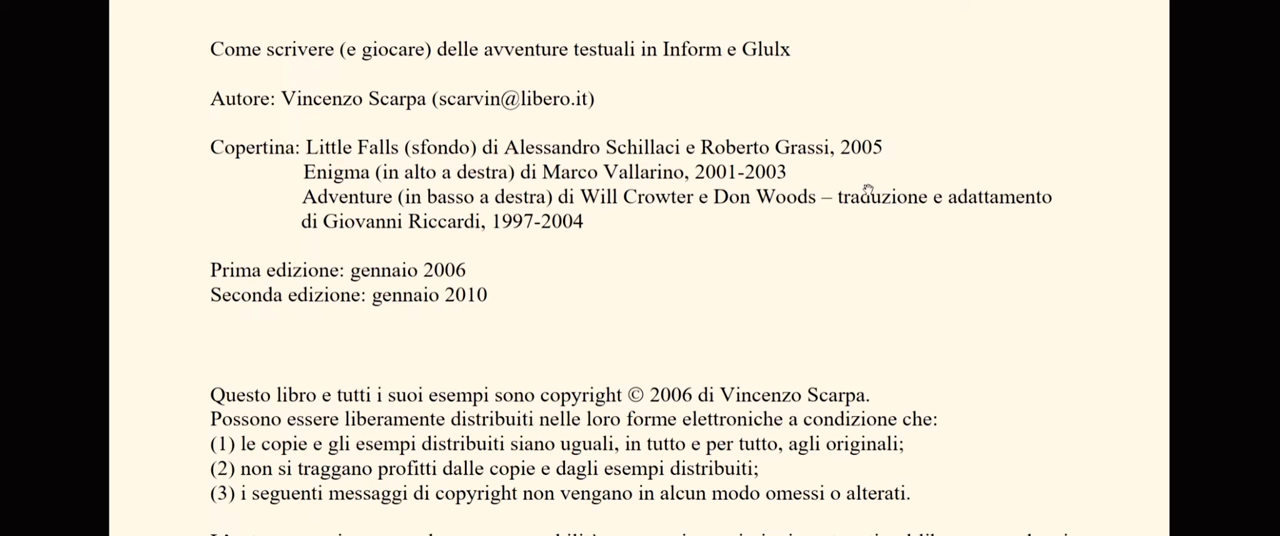 Come scrivere (e giocare) delle avventure testuali in Inform e Glulx
Autore: Vincenzo Scarpa (scarvin@libero.it)
Copertina: Little Falls (sfondo) di Alessandro Schillaci e Roberto Grassi, 2005
Enigma (in alto a destra) di Marco Vallarino, 2001-2003
Adventure (in basso a destra) di Will Crowter e Don Woods – traduzione e adattamento
di Giovanni Riccardi, 1997-2004
Prima edizione: gennaio 2006
Seconda edizione: gennaio 2010
Questo libro e tutti i suoi esempi sono copyright © 2006 di Vincenzo Scarpa.
Possono essere liberamente distribuiti nelle loro forme elettroniche a condizione che:
(1) le copie e gli esempi distribuiti siano uguali, in tutto e per tutto, agli originali;
(2) non si traggano profitti dalle copie e dagli esempi distribuiti;
(3) i seguenti messaggi di copyright non vengano in alcun modo omessi o alterati.